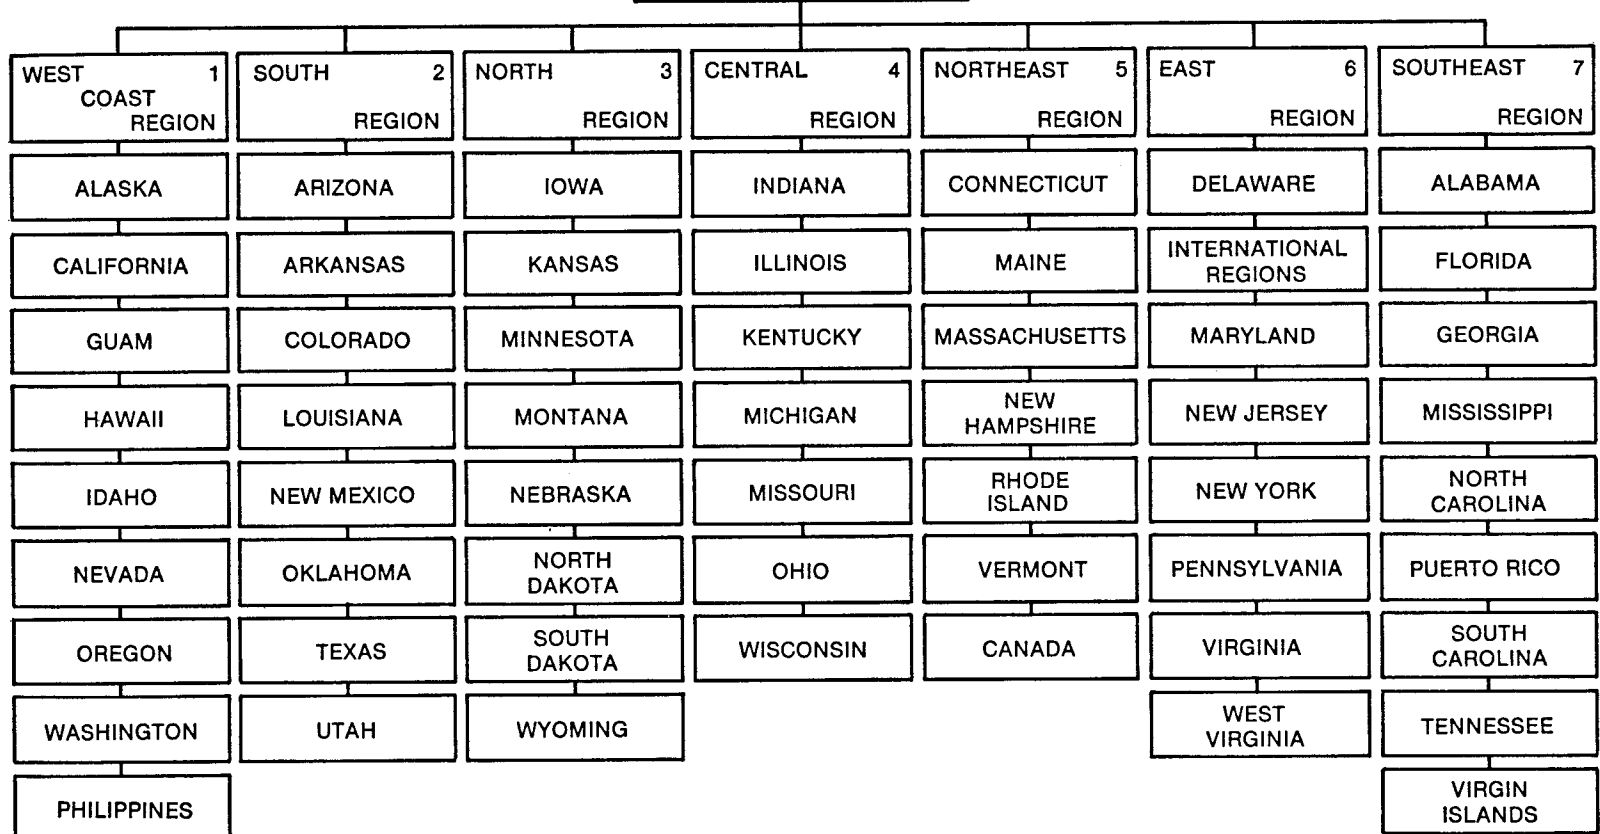 WEST 1
COAST
REGION
ALASKA
CALIFORNIA
GUAM
HAWAII
IDAHO
NEVADA
OREGON
WASHINGTON
PHILIPPINES
SOUTH 2
REGION
ARIZONA
ARKANSAS
COLORADO
LOUISIANA
NEW MEXICO
OKLAHOMA
TEXAS
UTAH
NORTH 3
REGION
IOWA
KANSAS
MINNESOTA
MONTANA
NEBRASKA
NORTH
DAKOTA
SOUTH
DAKOTA
WYOMING
CENTRAL 4
REGION
INDIANA
ILLINOIS
KENTUCKY
MICHIGAN
MISSOURI
OHIO
WISCONSIN
NORTHEAST 5
REGION
CONNECTICUT
MAINE
MASSACHUSETTS
NEW
HAMPSHIRE
RHODE
ISLAND
VERMONT
CANADA
EAST 6
REGION
DELAWARE
INTERNATIONAL
REGIONS
MARYLAND
NEW JERSEY
NEW YORK
PENNSYLVANIA
VIRGINIA
WEST
VIRGINIA
SOUTHEAST 7
REGION
ALABAMA
FLORIDA
GEORGIA
MISSISSIPPI
NORTH
CAROLINA
PUERTO RICO
SOUTH
CAROLINA
TENNESSEE
VIRGIN
ISLANDS